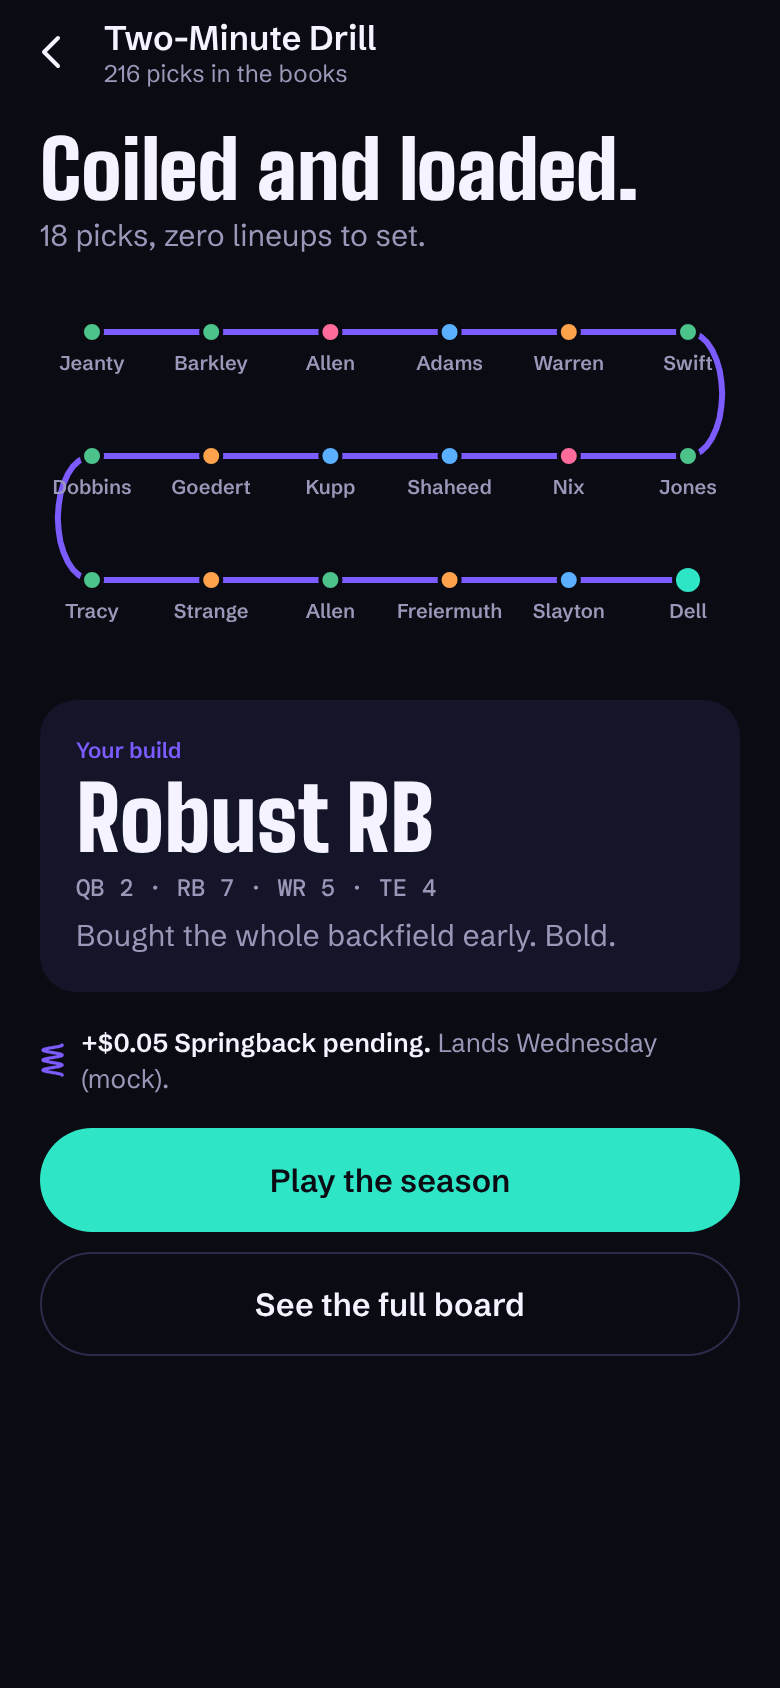 Two-Minute Drill
216 picks in the books
Coiled and loaded.
18 picks, zero lineups to set.
Jeanty Barkley Allen Adams Warren Swift
Dobbins Goedert Kupp Shaheed Nix Jones
Tracy Strange Allen Freiermuth Slayton Dell
Your build
Robust RB
QB 2 · RB 7 · WR 5 · TE 4
Bought the whole backfield early. Bold.
+$0.05 Springback pending. Lands Wednesday
(mock).
Play the season
See the full board